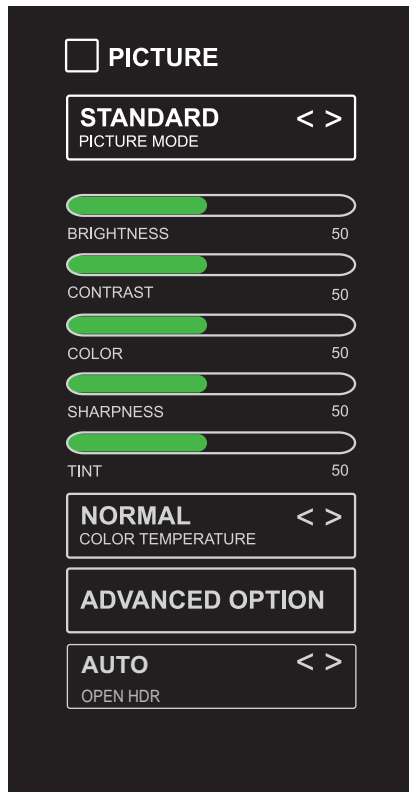 PICTURE
STANDARD < >
PICTURE MODE
BRIGHTNESS 50
CONTRAST 50
COLOR 50
SHARPNESS 50
TINT 50
NORMAL < >
COLOR TEMPERATURE
ADVANCED OPTION
AUTO < >
OPEN HDR